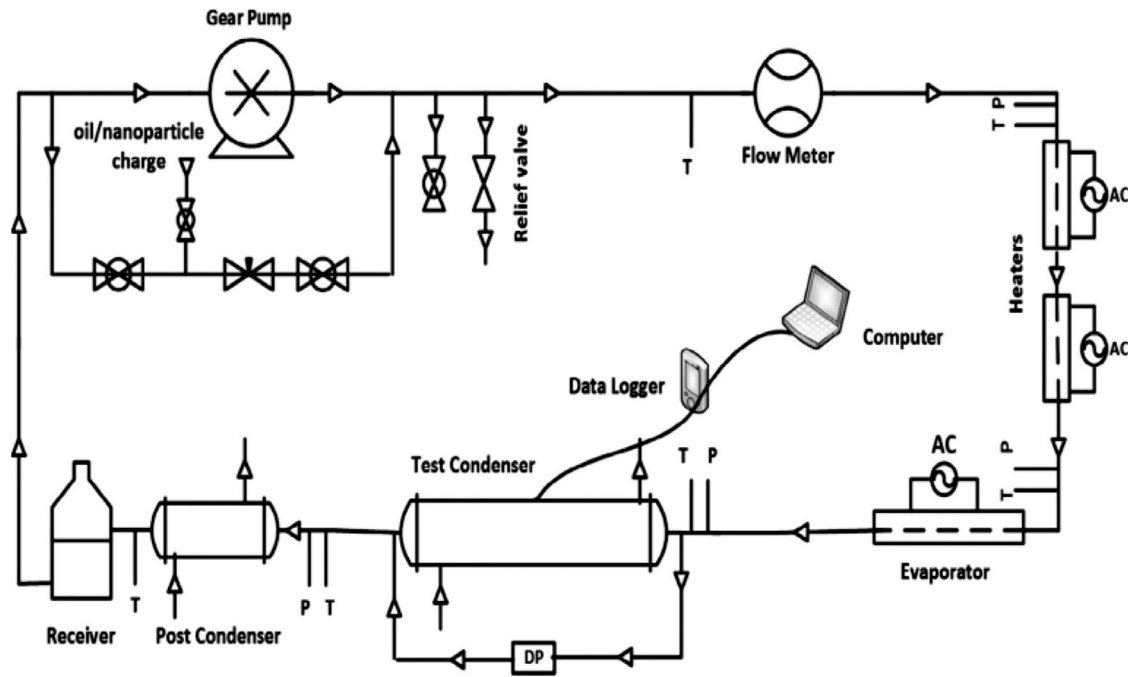 Gear Pump
oil/nanoparticle
charge
Relief valve
T
Flow Meter
P
T
AC
Heaters
AC
Computer
Data Logger
P
T
AC
Test Condenser
T P
Evaporator
T
P T
Receiver
Post Condenser
DP